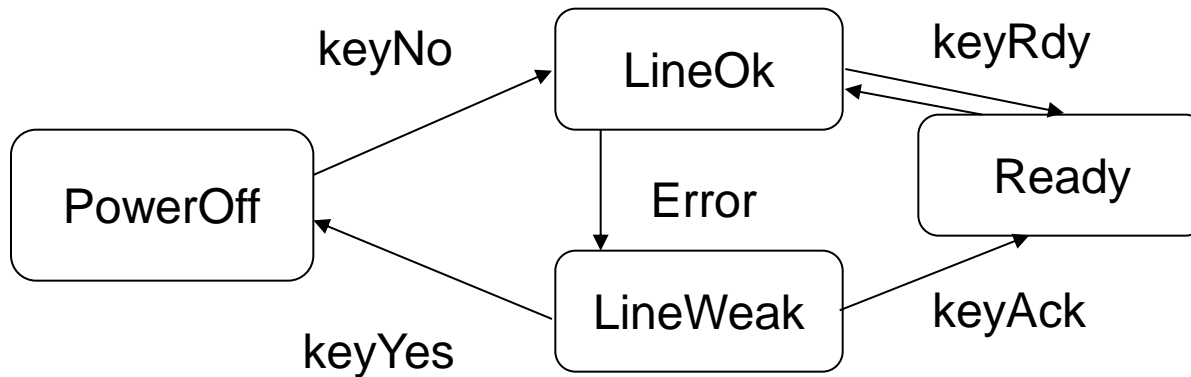 keyNo
LineOk
keyRdy
PowerOff
Error
Ready
keyYes
LineWeak
keyAck